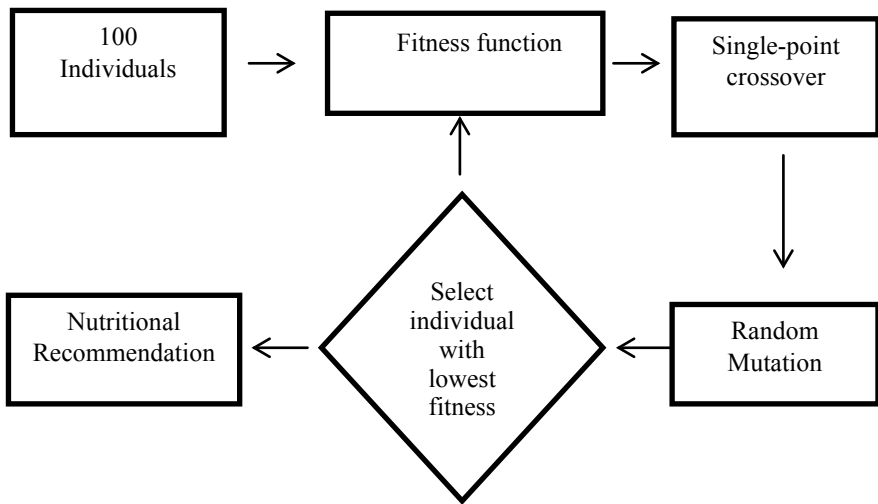 100
Individuals
Fitness function
Single-point
crossover
Select
individual
with
lowest
fitness
Nutritional
Recommendation
Random
Mutation